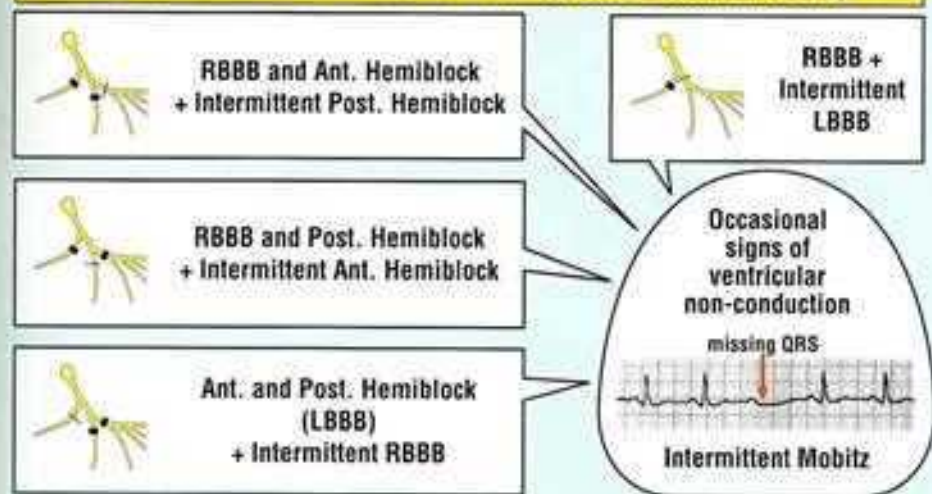 RBBB and Ant. Hemiblock
+ Intermittent Post. Hemiblock
RBBB +
Intermittent
LBBB
RBBB and Post. Hemiblock
+ Intermittent Ant. Hemiblock
Ant. and Post. Hemiblock
(LBBB)
+ Intermittent RBBB
Occasional
signs of
ventricular
non-conduction
missing QRS
Intermittent Mobitz